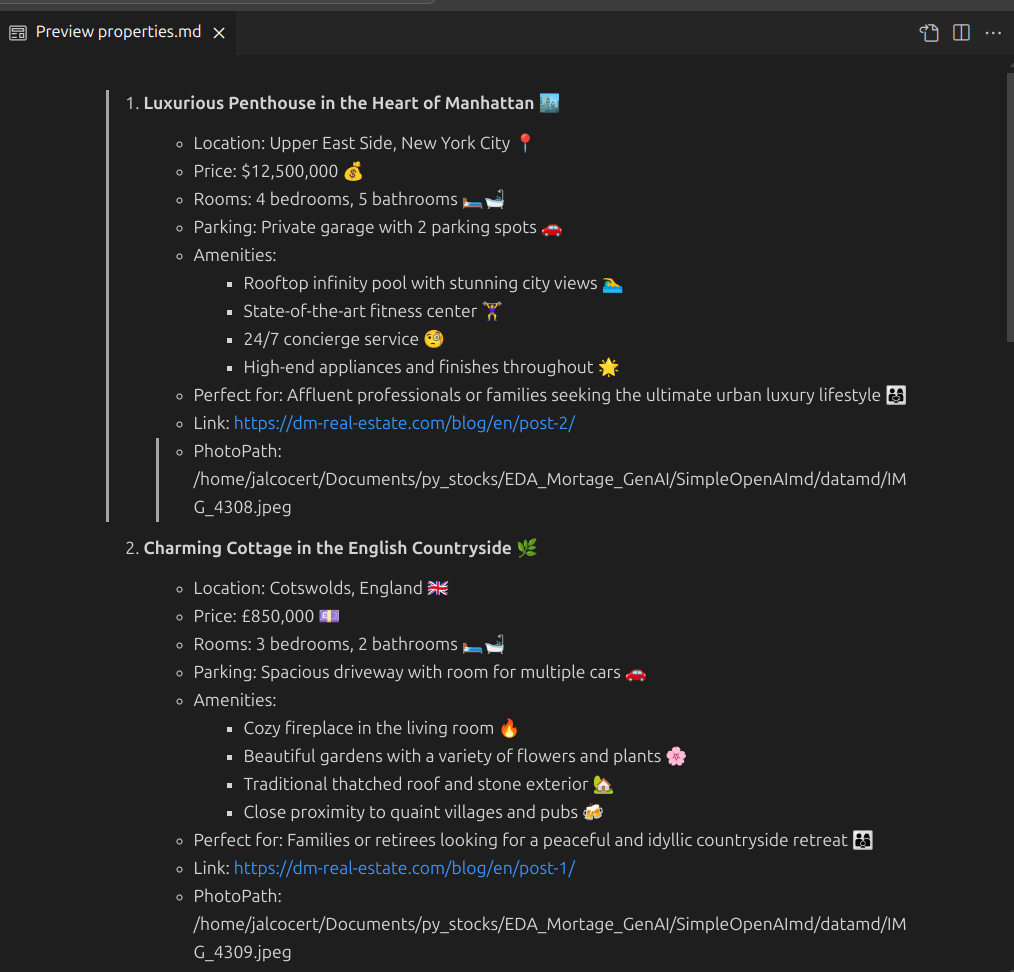 Preview properties.md
1. Luxurious Penthouse in the Heart of Manhattan 🏙️
Location: Upper East Side, New York City 📍
Price: $12,500,000 💰
Rooms: 4 bedrooms, 5 bathrooms 🛏️🛁
Parking: Private garage with 2 parking spots 🚗
Amenities:
Rooftop infinity pool with stunning city views 🏊
State-of-the-art fitness center 🏋️‍♀️
24/7 concierge service 🧐
High-end appliances and finishes throughout 🌟
Perfect for: Affluent professionals or families seeking the ultimate urban luxury lifestyle 👨‍👩‍👧
Link: https://dm-real-estate.com/blog/en/post-2/
PhotoPath:
/home/jalcocert/Documents/py_stocks/EDA_Mortage_GenAI/SimpleOpenAImd/datamd/IM
G_4308.jpeg
2. Charming Cottage in the English Countryside 🌿
Location: Cotswolds, England 🇬🇧
Price: £850,000 💷
Rooms: 3 bedrooms, 2 bathrooms 🛏️🛁
Parking: Spacious driveway with room for multiple cars 🚗
Amenities:
Cozy fireplace in the living room 🔥
Beautiful gardens with a variety of flowers and plants 🌸
Traditional thatched roof and stone exterior 🏡
Close proximity to quaint villages and pubs 🍻
Perfect for: Families or retirees looking for a peaceful and idyllic countryside retreat 👨‍👩‍👦
Link: https://dm-real-estate.com/blog/en/post-1/
PhotoPath:
/home/jalcocert/Documents/py_stocks/EDA_Mortage_GenAI/SimpleOpenAImd/datamd/IM
G_4309.jpeg